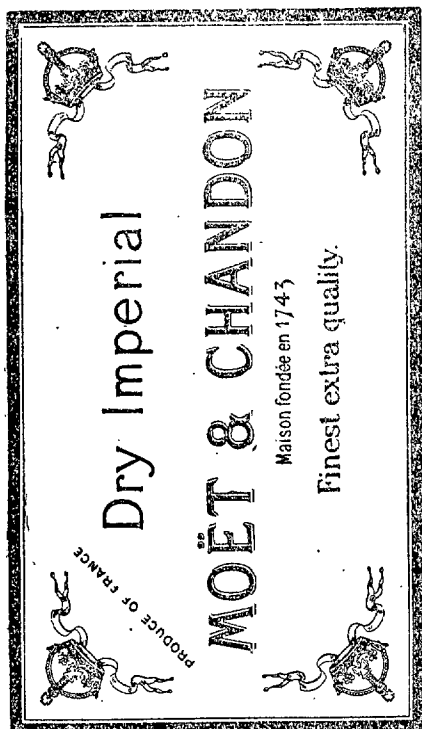 Dry Imperial
PRODUCE OF FRANCE
MOËT & CHANDON
Maison fondée en 1743
Finest extra quality.